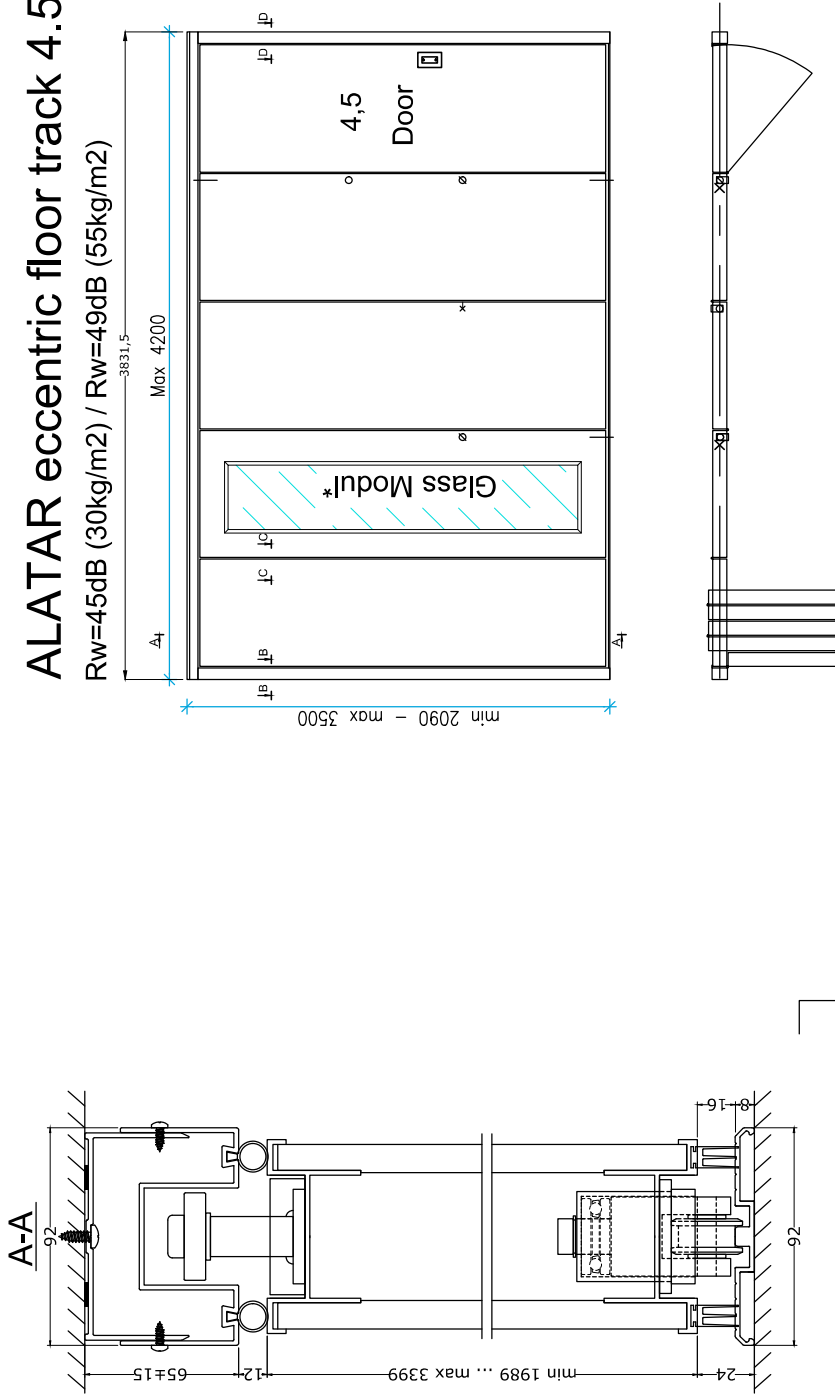 ALATAR eccentric floor track 4.5
Rw=45dB (30kg/m2) / Rw=49dB (55kg/m2)
3831,5
Max 4200
D
D
4,5
Door
Glass Modul*
C
C
A
A
B
B
min 2090 – max 3500
A-A
92
65±15
12
min 1989 ... max 3399
24
16
8
92